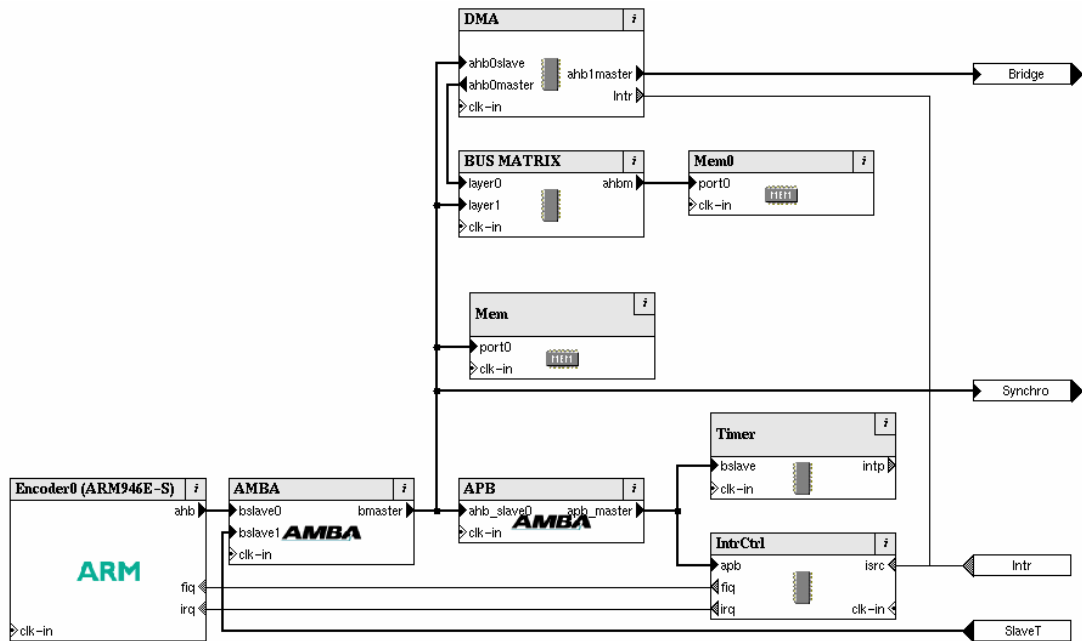 DMA i
ahb0slave
ahb1master
Bridge
ahb0master
Intr
clk-in
BUS MATRIX i
Mem0 i
layer0
ahbm
port0
layer1
MEM
clk-in
clk-in
Mem i
port0
MEM
clk-in
Synchro
Timer i
bslave
intp
clk-in
Encoder0 (ARM946E-S) i
AMBA i
APB i
ahb
bslave0
bmaster
ahb_slave0
apb_master
bslave1
AMBA
clk-in
AMBA
clk-in
IntrCtrl i
apb
isrc
Intr
ARM
fiq
fiq
irq
irq
clk-in
clk-in
SlaveT